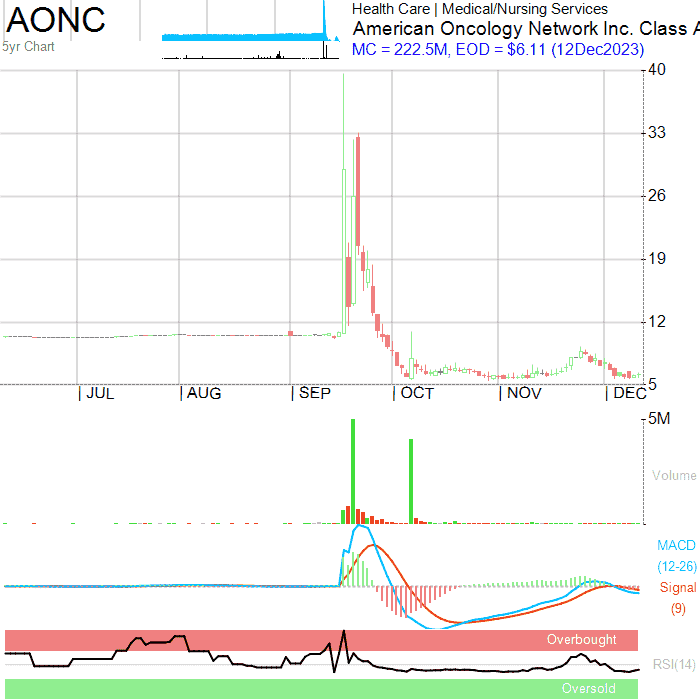 AONC
5yr Chart
Health Care | Medical/Nursing Services
American Oncology Network Inc. Class A
MC = 222.5M, EOD = $6.11 (12Dec2023)
40
33
26
19
12
5
JUL
AUG
SEP
OCT
NOV
DEC
5M
Volume
MACD
(12-26)
Signal
(9)
Overbought
RSI(14)
Oversold